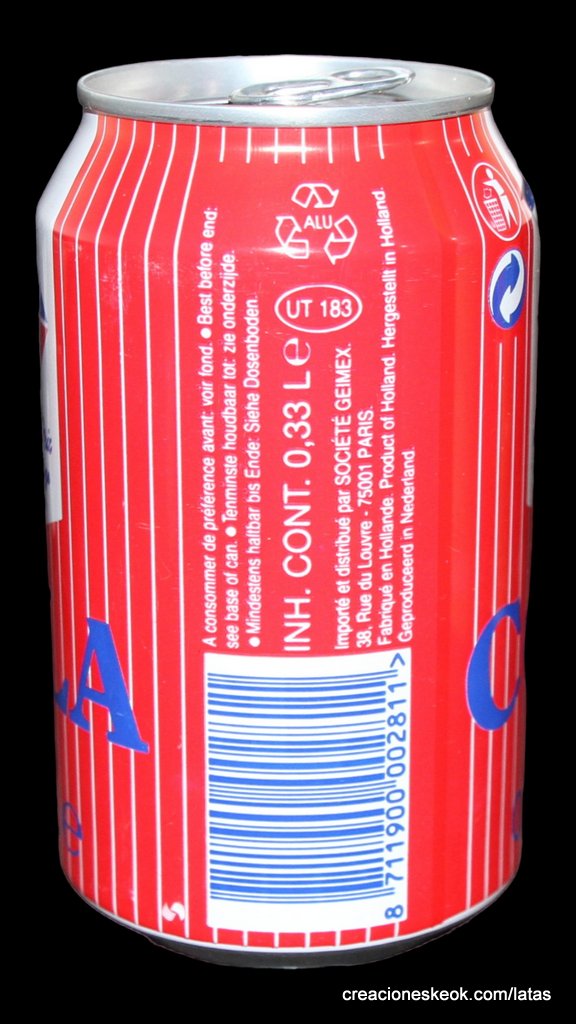 A consommer de préférence avant: voir fond. ● Best before end:
see base of can. ● Tenminste houdbaar tot: zie onderzijde.
● Mindestens haltbar bis Ende: Siehe Dosenboden.
INH. CONT. 0,33 L e
UT 183
ALU
Importé et distribué par SOCIÉTÉ GEIMEX.
38, Rue du Louvre - 75001 PARIS.
Fabriqué en Hollande. Product of Holland. Hergestellt in Holland.
Geproduceerd in Nederland.
8 711900 002811 >
LA
C
creacioneskeok.com/latas